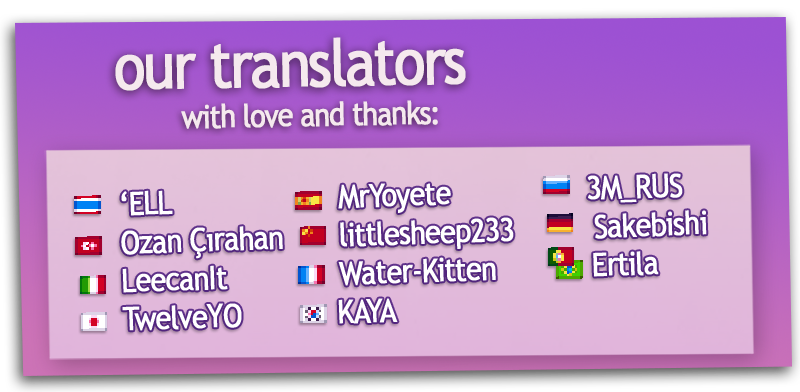 our translators
with love and thanks:
‘ELL
Ozan Çırahan
LeecanIt
TwelveYO
MrYoyete
littlesheep233
Water-Kitten
KAYA
3M_RUS
Sakebishi
Ertila